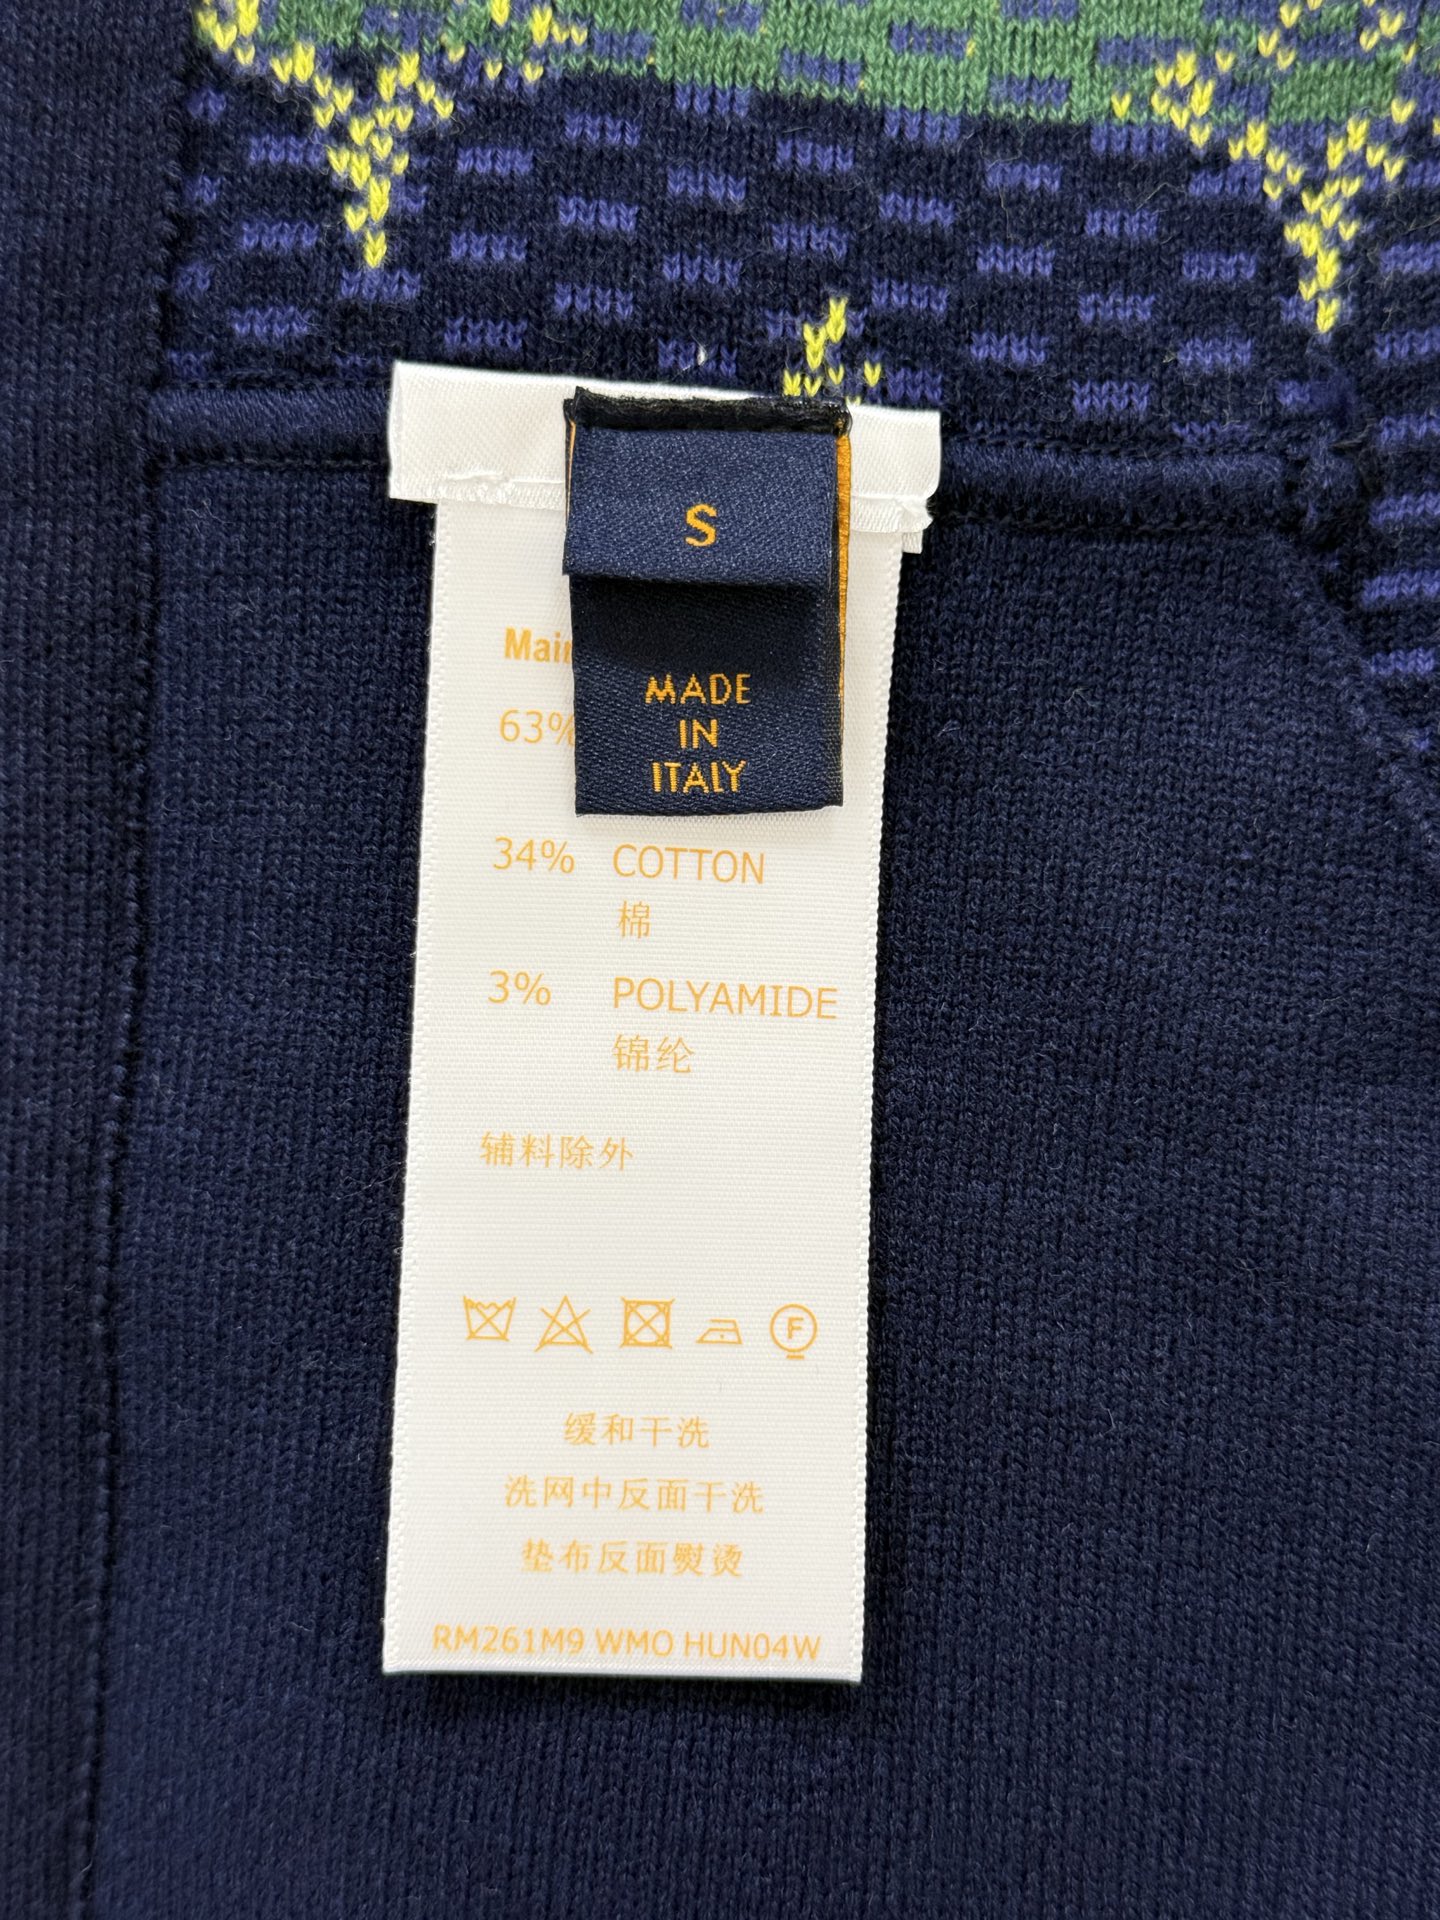 S
MADE
IN
ITALY
63%
34% COTTON
棉
3% POLYAMIDE
锦纶
辅料除外
F
缓和干洗
洗网中反面干洗
垫布反面熨烫
RM261M9 WMO HUN04W